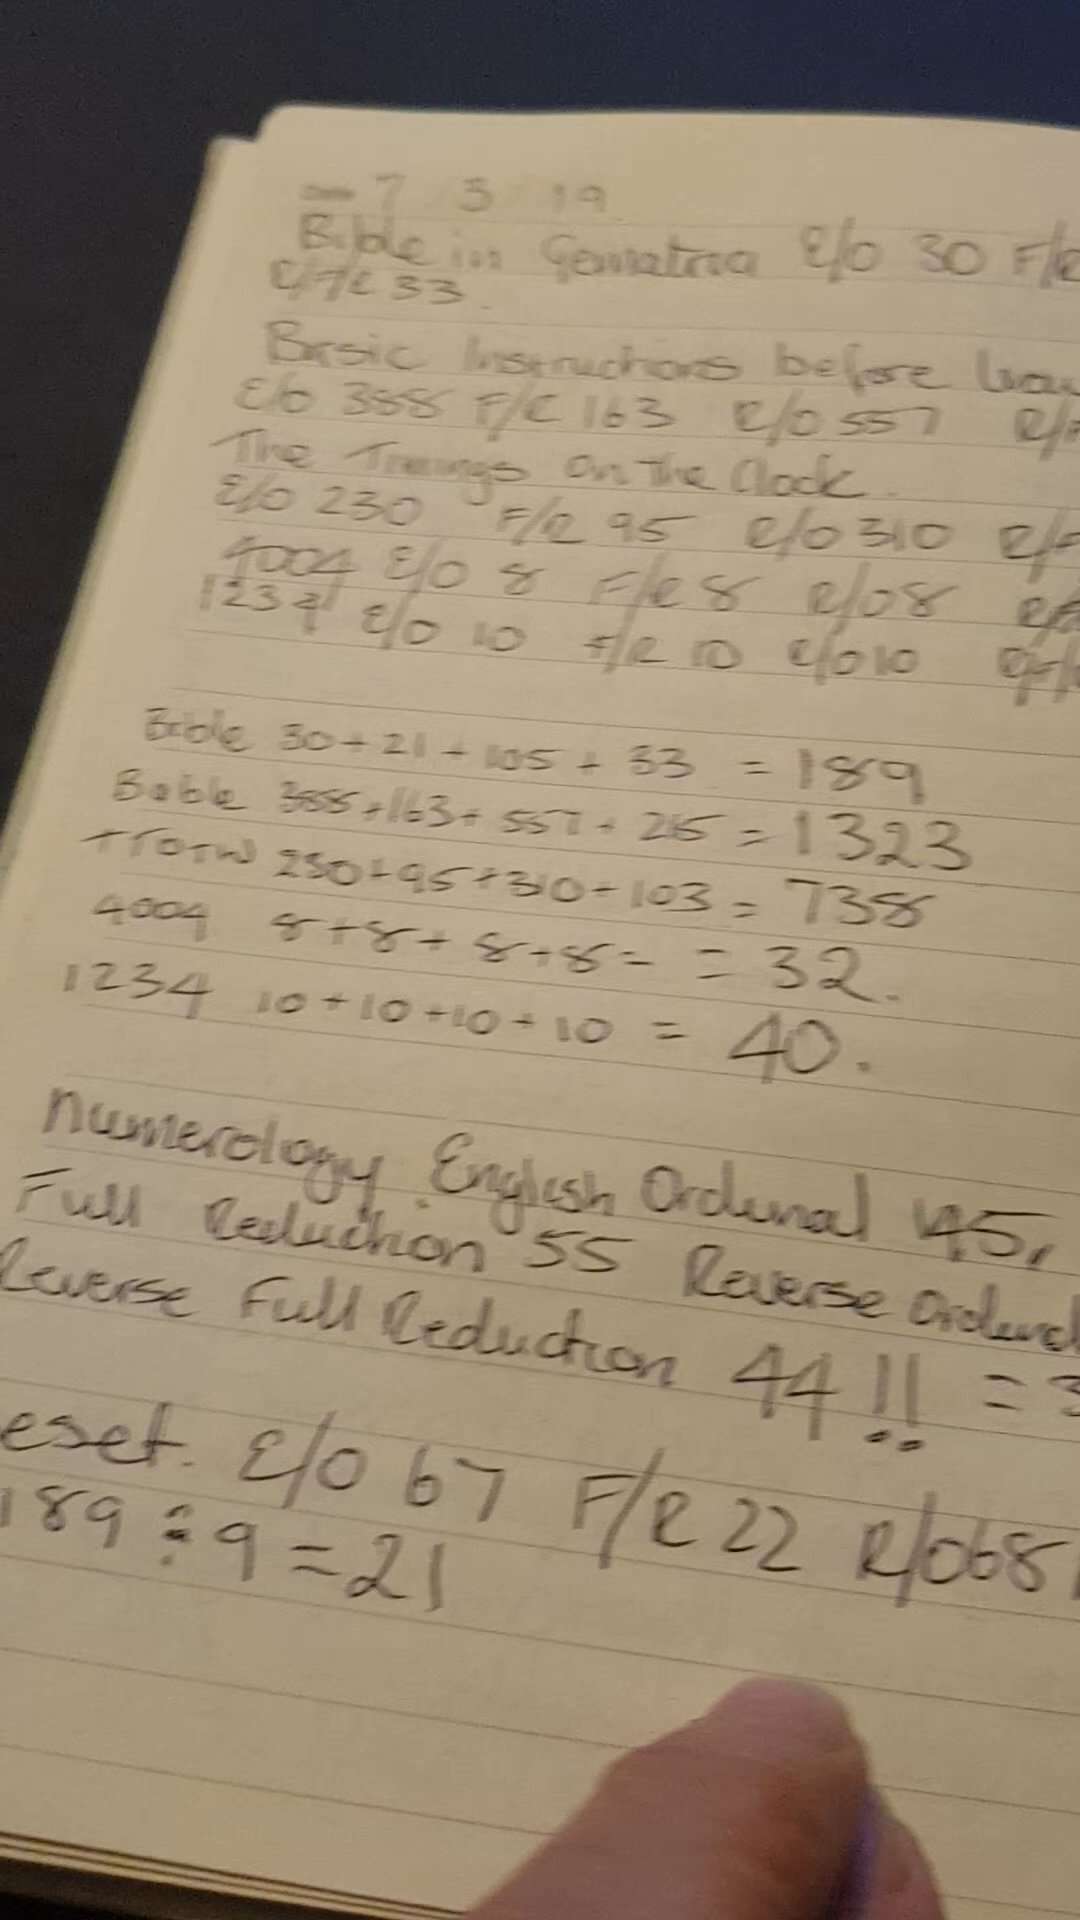 7 3 19
Bible in Gematria E/O 30 F/R
33.
Basic Instructions before
E/O 388 F/R 163 R/O 557 R/
The Timings on the Clock.
E/O 230 F/R 95 R/O 310 R/
4004 E/O 8 F/R 8 R/O 8
1234 E/O 10 F/R 10 R/O 10
Bible 30+21+105+33 = 189
388+163+557+215 = 1323
230+95+310+103 = 738
4004 8+8+8+8= = 32.
1234 10+10+10+10 = 40.
Numerology English Ordinal
Full Reduction 55 Reverse Ordinal
Reverse Full Reduction 44!! = 3
eset. E/O 67 F/R 22 R/O 68
189 ÷ 9 = 21